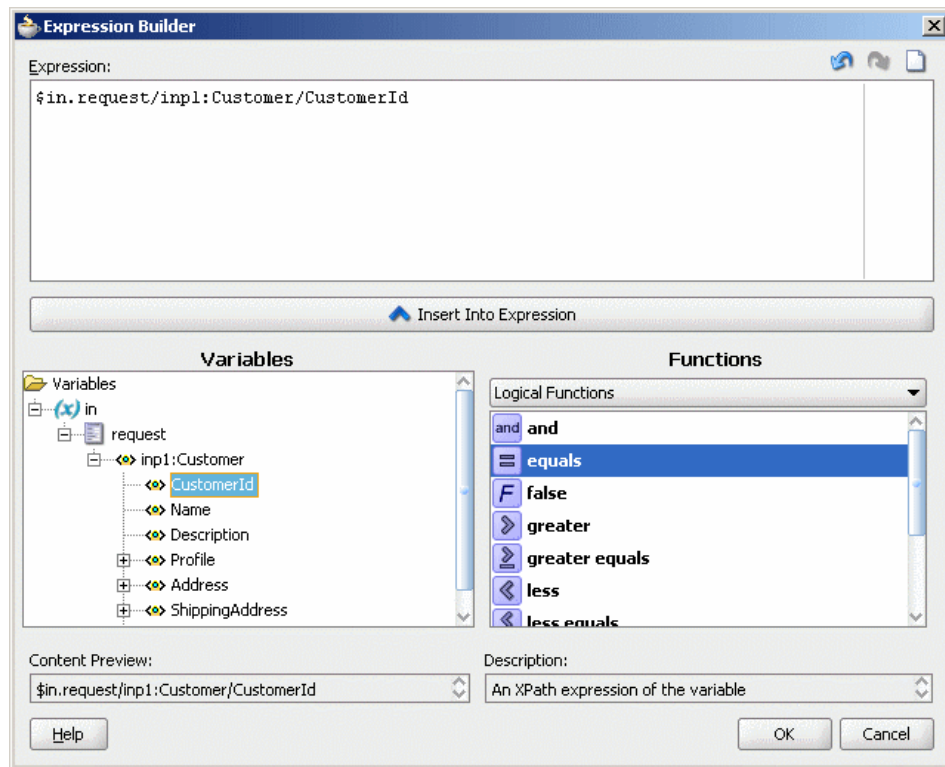 Expression Builder
Expression:
$in.request/inp1:Customer/CustomerId
Insert Into Expression
Variables
Functions
Variables
(x) in
request
<> inp1:Customer
<> CustomerId
<> Name
<> Description
<> Profile
<> Address
<> ShippingAddress
Logical Functions
and and
= equals
F false
greater
greater equals
less
less equals
Content Preview:
$in.request/inp1:Customer/CustomerId
Description:
An XPath expression of the variable
Help
OK
Cancel